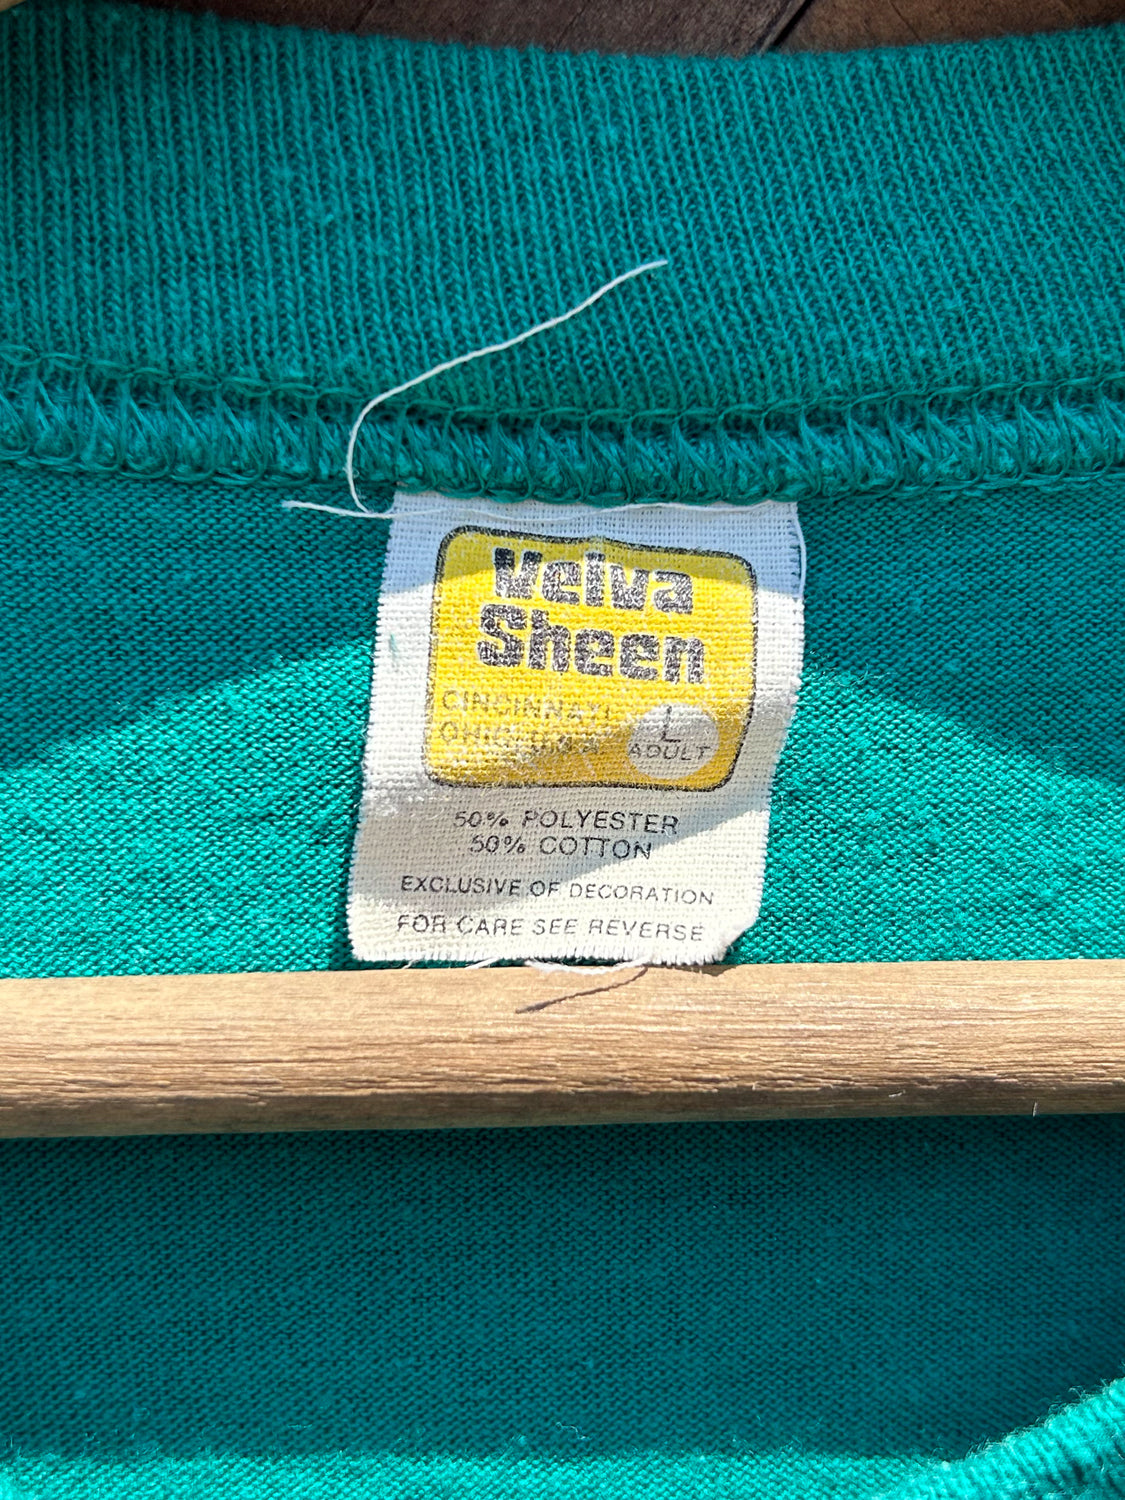 Velva
Sheen
CINCINNATI
OHIO, U.S.A.
L
ADULT
50% POLYESTER
50% COTTON
EXCLUSIVE OF DECORATION
FOR CARE SEE REVERSE